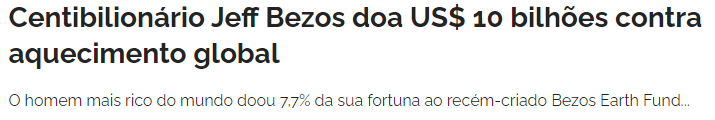 Centibilionário Jeff Bezos doa US$ 10 bilhões contra
aquecimento global
O homem mais rico do mundo doou 7,7% da sua fortuna ao recém-criado Bezos Earth Fund...